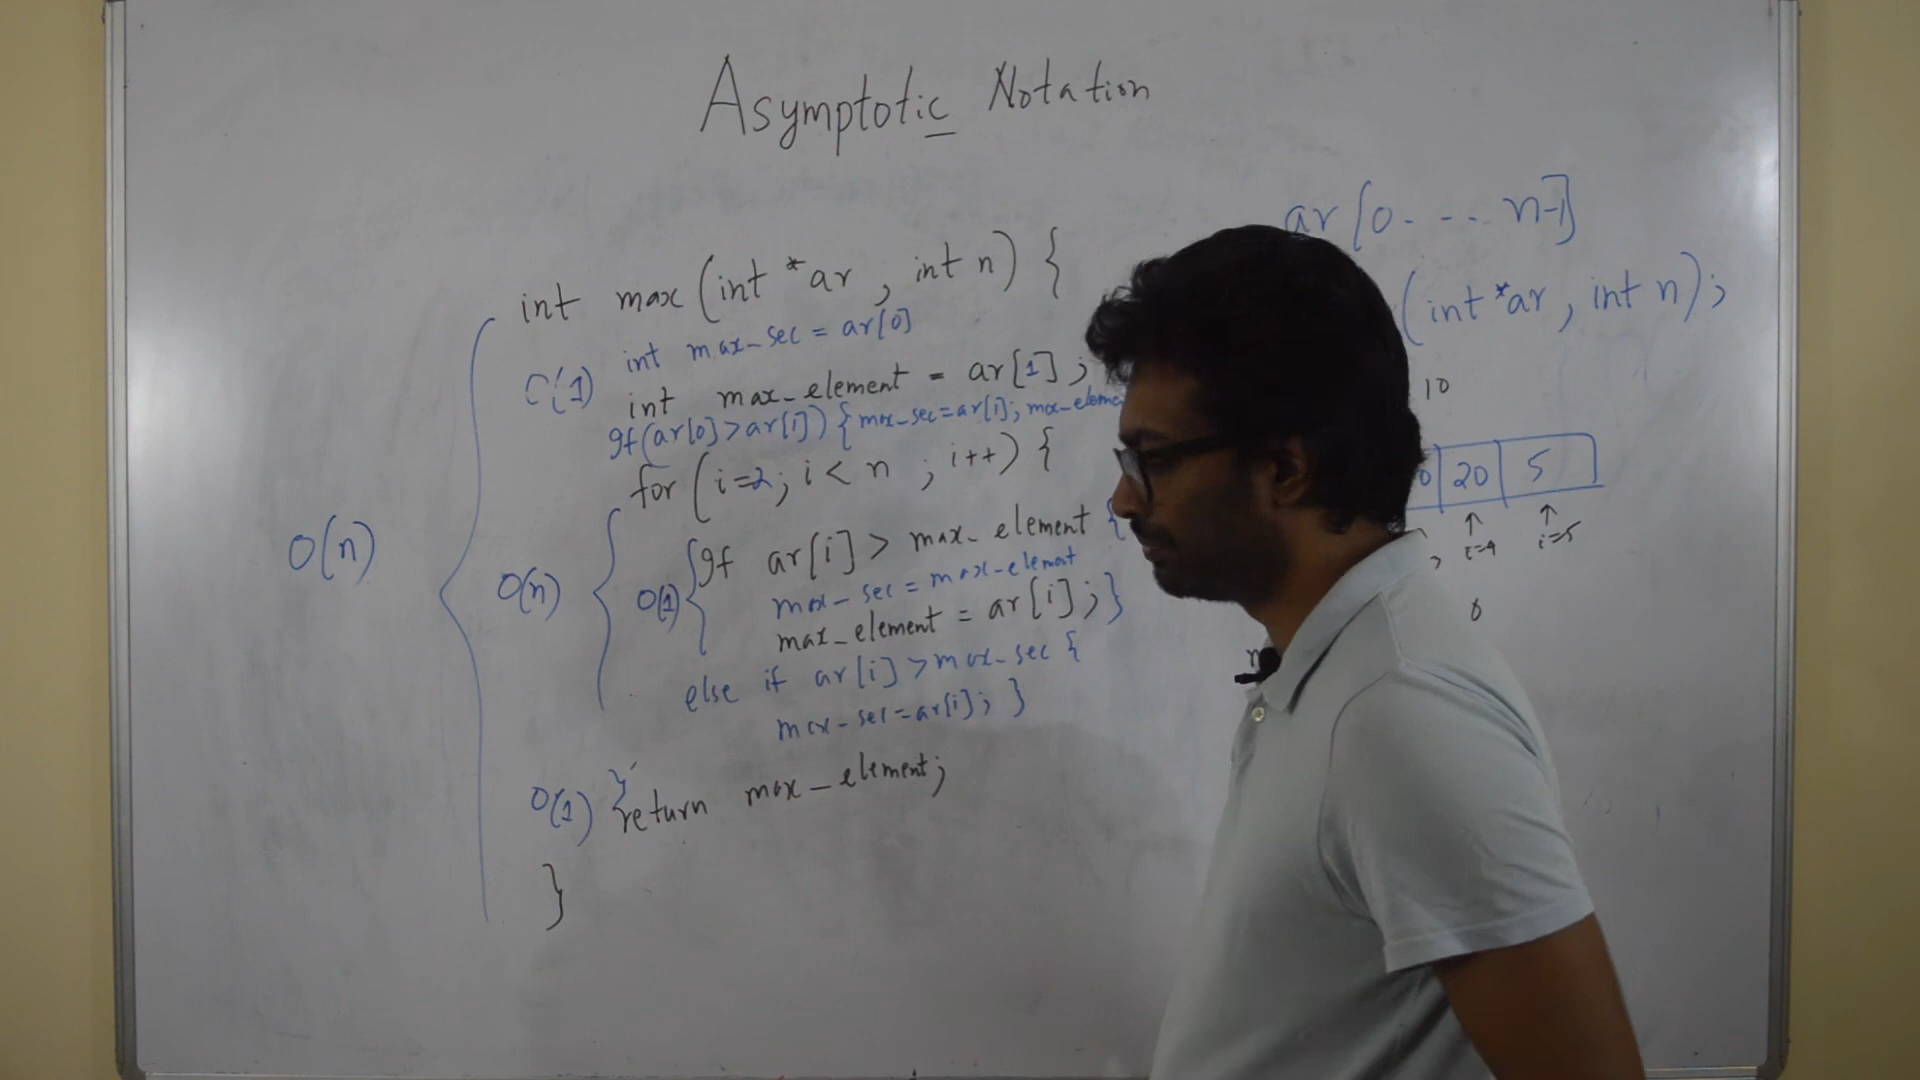 Asymptotic Notation
int max (int *ar , int n) {
int max_sec = ar[0]
O(1)
int max_element = ar[1] ;
If (ar[0] > ar[1]) { max_sec = ar[1]; max_eleme
for (i=2; i < n ; i++) {
O(n)
O(n)
O(1)
If ar[i] > max_element {
max_sec = max_element
max_element = ar[i] ; }
else if ar[i] > max_sec {
max_sec = ar[i]; }
}
O(1)
return max_element;
}
ar [0. - - . n-1]
(int *ar , int n) ;
10
0 20 5
i=4 i=5